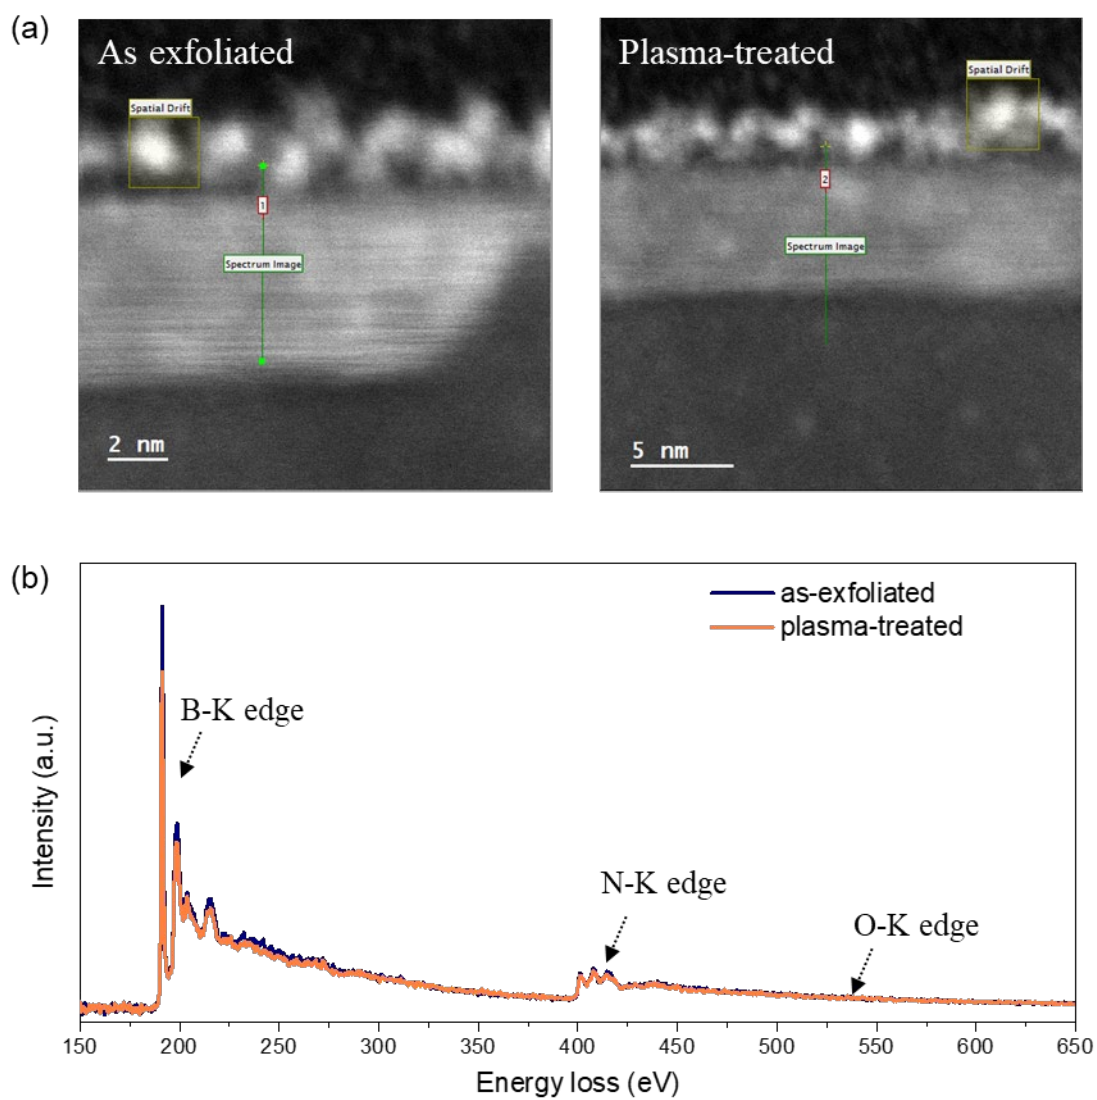 (a)
As exfoliated
Spatial Drift
1
Spectrum Image
2 nm
Plasma-treated
Spatial Drift
2
Spectrum Image
5 nm
(b)
as-exfoliated
plasma-treated
B-K edge
N-K edge
O-K edge
Intensity (a.u.)
150 200 250 300 350 400 450 500 550 600 650
Energy loss (eV)